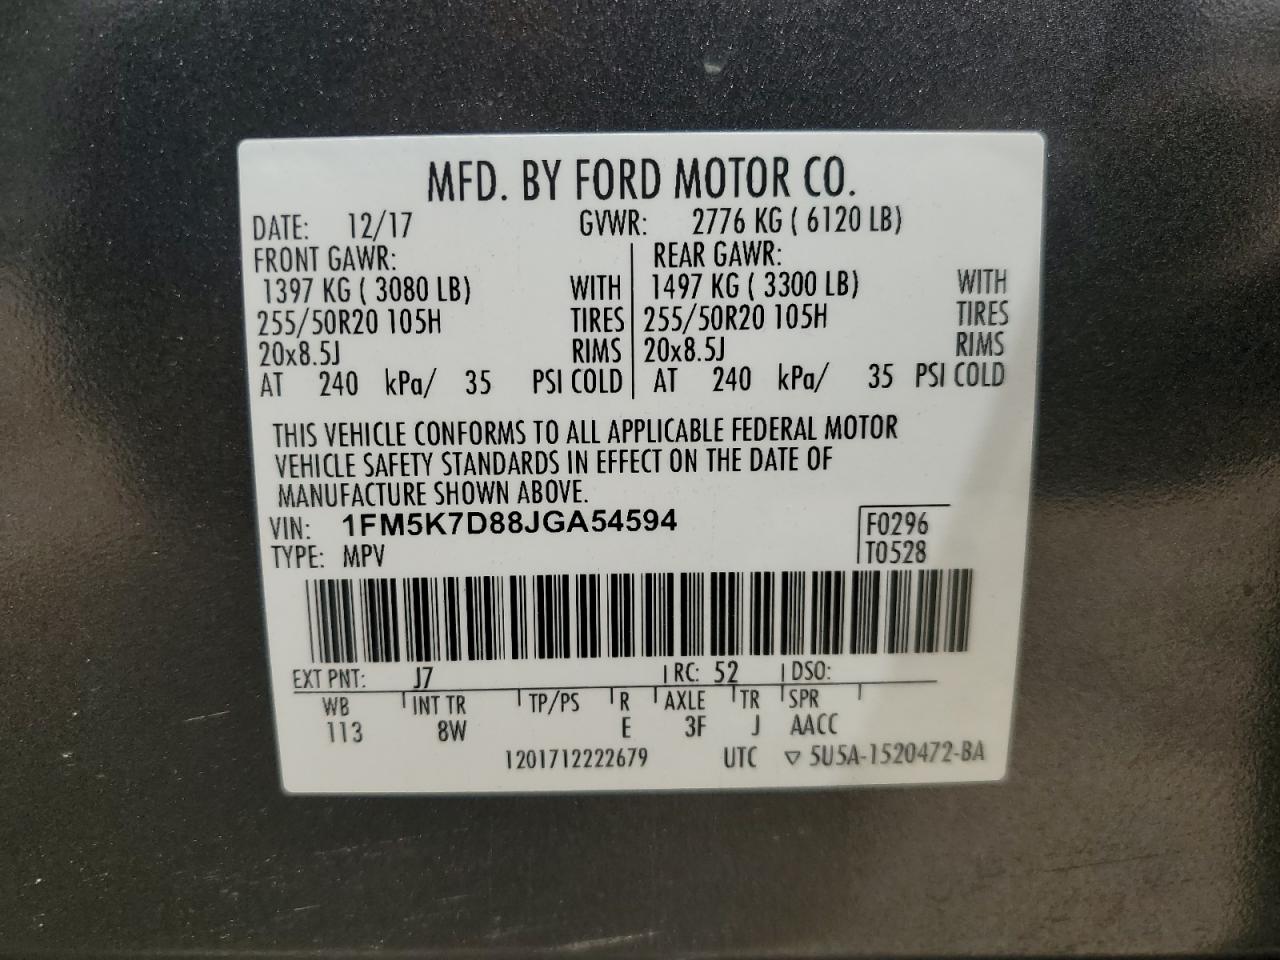 MFD. BY FORD MOTOR CO.
DATE: 12/17 GVWR: 2776 KG ( 6120 LB)
FRONT GAWR: REAR GAWR:
1397 KG ( 3080 LB) WITH 1497 KG ( 3300 LB) WITH
255/50R20 105H TIRES 255/50R20 105H TIRES
20x8.5J RIMS 20x8.5J RIMS
AT 240 kPa/ 35 PSI COLD AT 240 kPa/ 35 PSI COLD
THIS VEHICLE CONFORMS TO ALL APPLICABLE FEDERAL MOTOR
VEHICLE SAFETY STANDARDS IN EFFECT ON THE DATE OF
MANUFACTURE SHOWN ABOVE.
VIN: 1FM5K7D88JGA54594 F0296
TYPE: MPV T0528
EXT PNT: J7 RC: 52 DSO:
WB INT TR TP/PS R AXLE TR SPR
113 8W E 3F J AACC
1201712222679 UTC ▽ 5U5A-1520472-BA